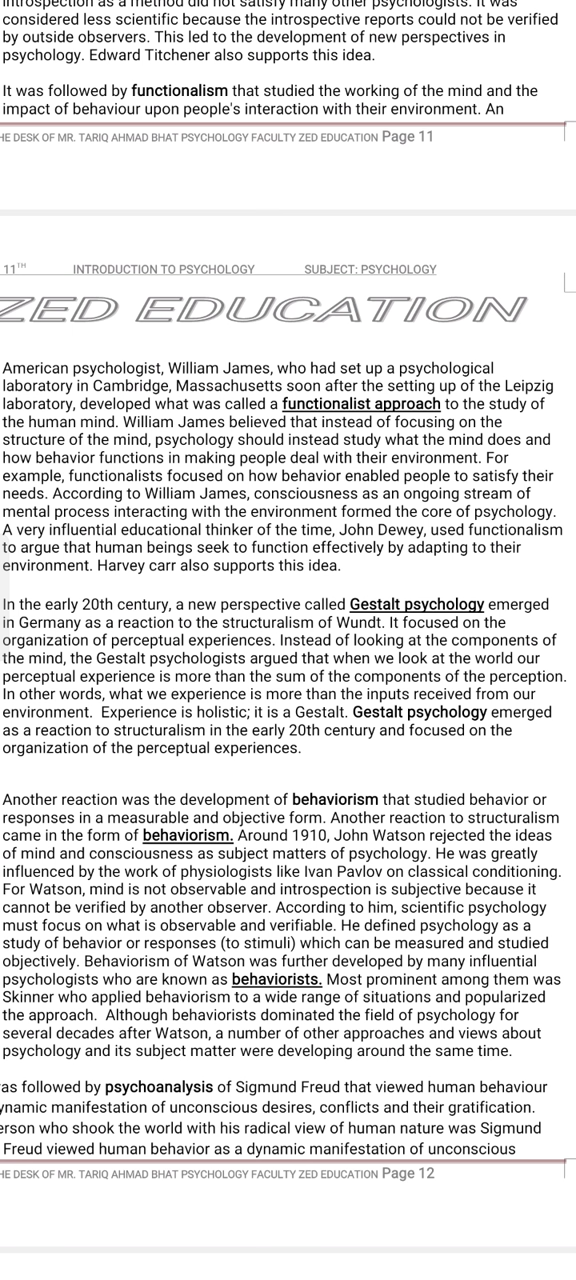 introspection as a method did not satisfy many other psychologists. It was
considered less scientific because the introspective reports could not be verified
by outside observers. This led to the development of new perspectives in
psychology. Edward Titchener also supports this idea.
It was followed by functionalism that studied the working of the mind and the
impact of behaviour upon people's interaction with their environment. An
HE DESK OF MR. TARIQ AHMAD BHAT PSYCHOLOGY FACULTY ZED EDUCATION Page 11
11TH INTRODUCTION TO PSYCHOLOGY SUBJECT: PSYCHOLOGY
ZED EDUCATION
American psychologist, William James, who had set up a psychological
laboratory in Cambridge, Massachusetts soon after the setting up of the Leipzig
laboratory, developed what was called a functionalist approach to the study of
the human mind. William James believed that instead of focusing on the
structure of the mind, psychology should instead study what the mind does and
how behavior functions in making people deal with their environment. For
example, functionalists focused on how behavior enabled people to satisfy their
needs. According to William James, consciousness as an ongoing stream of
mental process interacting with the environment formed the core of psychology.
A very influential educational thinker of the time, John Dewey, used functionalism
to argue that human beings seek to function effectively by adapting to their
environment. Harvey carr also supports this idea.
In the early 20th century, a new perspective called Gestalt psychology emerged
in Germany as a reaction to the structuralism of Wundt. It focused on the
organization of perceptual experiences. Instead of looking at the components of
the mind, the Gestalt psychologists argued that when we look at the world our
perceptual experience is more than the sum of the components of the perception.
In other words, what we experience is more than the inputs received from our
environment. Experience is holistic; it is a Gestalt. Gestalt psychology emerged
as a reaction to structuralism in the early 20th century and focused on the
organization of the perceptual experiences.
Another reaction was the development of behaviorism that studied behavior or
responses in a measurable and objective form. Another reaction to structuralism
came in the form of behaviorism. Around 1910, John Watson rejected the ideas
of mind and consciousness as subject matters of psychology. He was greatly
influenced by the work of physiologists like Ivan Pavlov on classical conditioning.
For Watson, mind is not observable and introspection is subjective because it
cannot be verified by another observer. According to him, scientific psychology
must focus on what is observable and verifiable. He defined psychology as a
study of behavior or responses (to stimuli) which can be measured and studied
objectively. Behaviorism of Watson was further developed by many influential
psychologists who are known as behaviorists. Most prominent among them was
Skinner who applied behaviorism to a wide range of situations and popularized
the approach. Although behaviorists dominated the field of psychology for
several decades after Watson, a number of other approaches and views about
psychology and its subject matter were developing around the same time.
as followed by psychoanalysis of Sigmund Freud that viewed human behaviour
ynamic manifestation of unconscious desires, conflicts and their gratification.
erson who shook the world with his radical view of human nature was Sigmund
Freud viewed human behavior as a dynamic manifestation of unconscious
HE DESK OF MR. TARIQ AHMAD BHAT PSYCHOLOGY FACULTY ZED EDUCATION Page 12